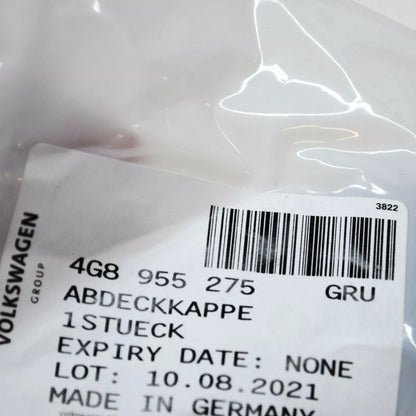 3822
VOLKSWAGEN
GROUP
4G8 955 275 GRU
ABDECKKAPPE
1STUECK
EXPIRY DATE: NONE
LOT: 10.08.2021
MADE IN GERMANY